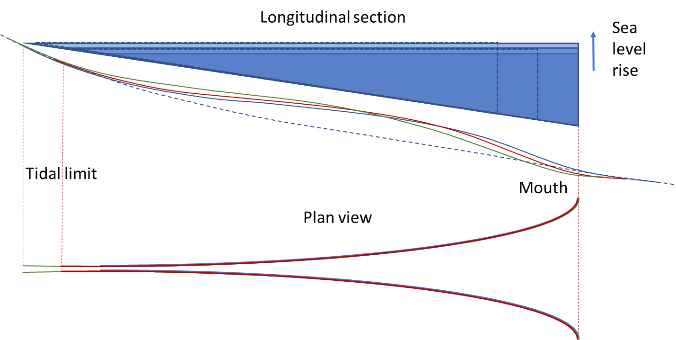 Longitudinal section
Sea
level
rise
Tidal limit
Mouth
Plan view